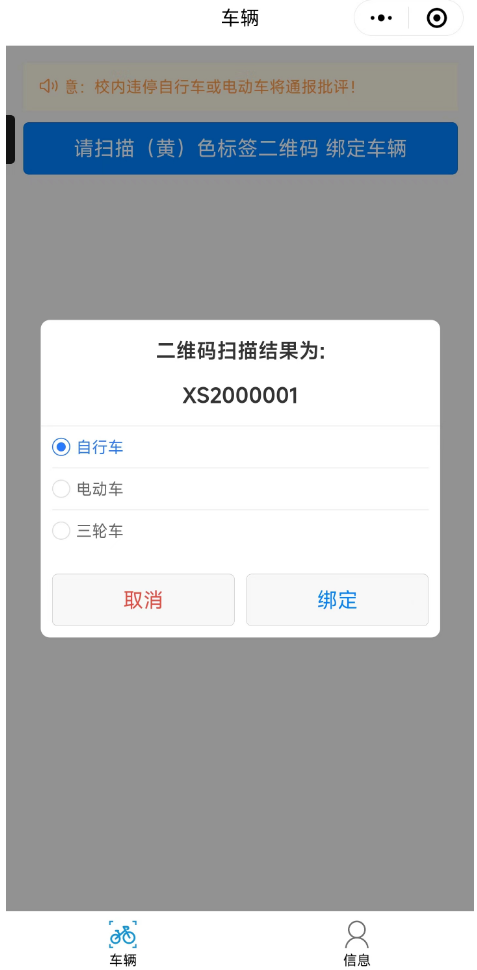 车辆
意：校内违停自行车或电动车将通报批评！
请扫描（黄）色标签二维码 绑定车辆
二维码扫描结果为:
XS2000001
自行车
电动车
三轮车
取消
绑定
车辆
信息